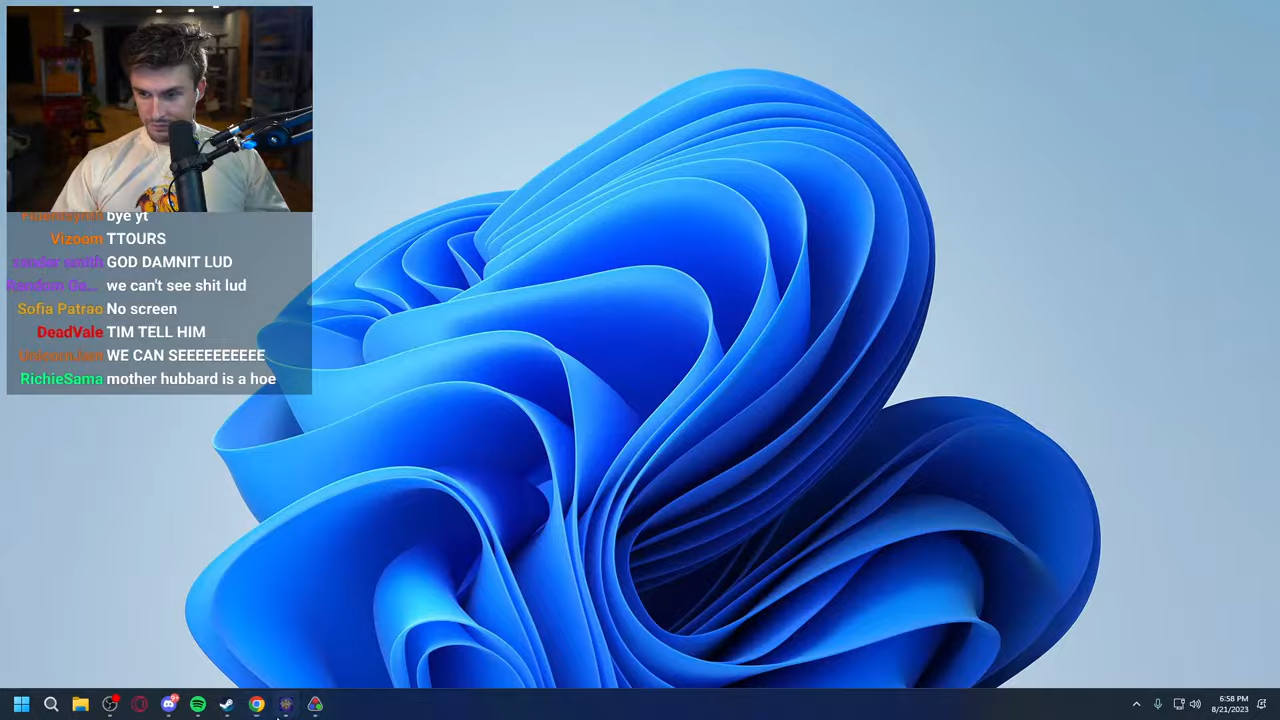 bye yt
Vizoom TTOURS
GOD DAMNIT LUD
we can't see shit lud
Sofia Patrao No screen
DeadVale TIM TELL HIM
WE CAN SEEEEEEEEEE
RichieSama mother hubbard is a hoe
6:58 PM
8/21/2023